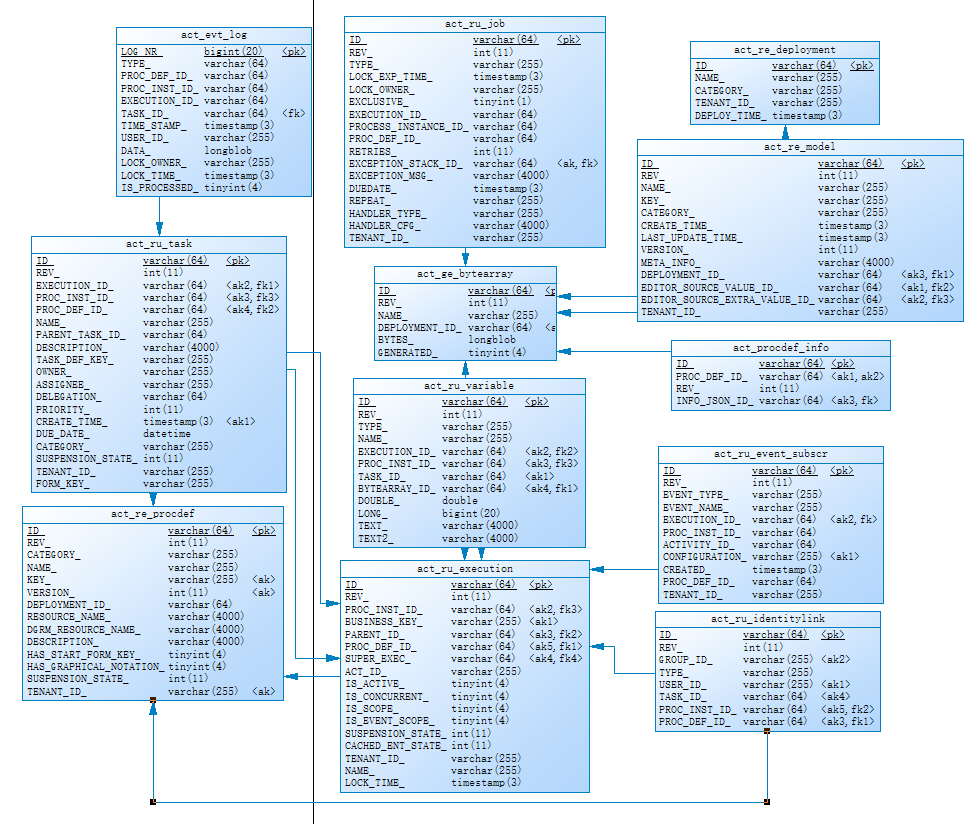 act_evt_log
LOG_NR_ bigint(20) <pk>
TYPE_ varchar(64)
PROC_DEF_ID_ varchar(64)
PROC_INST_ID_ varchar(64)
EXECUTION_ID_ varchar(64)
TASK_ID_ varchar(64) <fk>
TIME_STAMP_ timestamp(3)
USER_ID_ varchar(255)
DATA_ longblob
LOCK_OWNER_ varchar(255)
LOCK_TIME_ timestamp(3)
IS_PROCESSED_ tinyint(4)
act_ru_job
ID_ varchar(64) <pk>
REV_ int(11)
TYPE_ varchar(255)
LOCK_EXP_TIME_ timestamp(3)
LOCK_OWNER_ varchar(255)
EXCLUSIVE_ tinyint(1)
EXECUTION_ID_ varchar(64)
PROCESS_INSTANCE_ID_ varchar(64)
PROC_DEF_ID_ varchar(64)
RETRIES_ int(11)
EXCEPTION_STACK_ID_ varchar(64) <ak, fk>
EXCEPTION_MSG_ varchar(4000)
DUEDATE_ timestamp(3)
REPEAT_ varchar(255)
HANDLER_TYPE_ varchar(255)
HANDLER_CFG_ varchar(4000)
TENANT_ID_ varchar(255)
act_re_deployment
ID_ varchar(64) <pk>
NAME_ varchar(255)
CATEGORY_ varchar(255)
TENANT_ID_ varchar(255)
DEPLOY_TIME_ timestamp(3)
act_re_model
ID_ varchar(64) <pk>
REV_ int(11)
NAME_ varchar(255)
KEY_ varchar(255)
CATEGORY_ varchar(255)
CREATE_TIME_ timestamp(3)
LAST_UPDATE_TIME_ timestamp(3)
VERSION_ int(11)
META_INFO_ varchar(4000)
DEPLOYMENT_ID_ varchar(64) <ak3, fk1>
EDITOR_SOURCE_VALUE_ID_ varchar(64) <ak1, fk2>
EDITOR_SOURCE_EXTRA_VALUE_ID_ varchar(64) <ak2, fk3>
TENANT_ID_ varchar(255)
act_ru_task
ID_ varchar(64) <pk>
REV_ int(11)
EXECUTION_ID_ varchar(64) <ak2, fk1>
PROC_INST_ID_ varchar(64) <ak3, fk3>
PROC_DEF_ID_ varchar(64) <ak4, fk2>
NAME_ varchar(255)
PARENT_TASK_ID_ varchar(64)
DESCRIPTION_ varchar(4000)
TASK_DEF_KEY_ varchar(255)
OWNER_ varchar(255)
ASSIGNEE_ varchar(255)
DELEGATION_ varchar(64)
PRIORITY_ int(11)
CREATE_TIME_ timestamp(3) <ak1>
DUE_DATE_ datetime
CATEGORY_ varchar(255)
SUSPENSION_STATE_ int(11)
TENANT_ID_ varchar(255)
FORM_KEY_ varchar(255)
act_ge_bytearray
ID_ varchar(64) <p
REV_ int(11)
NAME_ varchar(255)
DEPLOYMENT_ID_ varchar(64) <a
BYTES_ longblob
GENERATED_ tinyint(4)
act_procdef_info
ID_ varchar(64) <pk>
PROC_DEF_ID_ varchar(64) <ak1, ak2>
REV_ int(11)
INFO_JSON_ID_ varchar(64) <ak3, fk>
act_ru_variable
ID_ varchar(64) <pk>
REV_ int(11)
TYPE_ varchar(255)
NAME_ varchar(255)
EXECUTION_ID_ varchar(64) <ak2, fk2>
PROC_INST_ID_ varchar(64) <ak3, fk3>
TASK_ID_ varchar(64) <ak1>
BYTEARRAY_ID_ varchar(64) <ak4, fk1>
DOUBLE_ double
LONG_ bigint(20)
TEXT_ varchar(4000)
TEXT2_ varchar(4000)
act_ru_event_subscr
ID_ varchar(64) <pk>
REV_ int(11)
EVENT_TYPE_ varchar(255)
EVENT_NAME_ varchar(255)
EXECUTION_ID_ varchar(64) <ak2, fk>
PROC_INST_ID_ varchar(64)
ACTIVITY_ID_ varchar(64)
CONFIGURATION_ varchar(255) <ak1>
CREATED_ timestamp(3)
PROC_DEF_ID_ varchar(64)
TENANT_ID_ varchar(255)
act_re_procdef
ID_ varchar(64) <pk>
REV_ int(11)
CATEGORY_ varchar(255)
NAME_ varchar(255)
KEY_ varchar(255) <ak>
VERSION_ int(11) <ak>
DEPLOYMENT_ID_ varchar(64)
RESOURCE_NAME_ varchar(4000)
DGRM_RESOURCE_NAME_ varchar(4000)
DESCRIPTION_ varchar(4000)
HAS_START_FORM_KEY_ tinyint(4)
HAS_GRAPHICAL_NOTATION_ tinyint(4)
SUSPENSION_STATE_ int(11)
TENANT_ID_ varchar(255) <ak>
act_ru_execution
ID_ varchar(64) <pk>
REV_ int(11)
PROC_INST_ID_ varchar(64) <ak2, fk3>
BUSINESS_KEY_ varchar(255) <ak1>
PARENT_ID_ varchar(64) <ak3, fk2>
PROC_DEF_ID_ varchar(64) <ak5, fk1>
SUPER_EXEC_ varchar(64) <ak4, fk4>
ACT_ID_ varchar(255)
IS_ACTIVE_ tinyint(4)
IS_CONCURRENT_ tinyint(4)
IS_SCOPE_ tinyint(4)
IS_EVENT_SCOPE_ tinyint(4)
SUSPENSION_STATE_ int(11)
CACHED_ENT_STATE_ int(11)
TENANT_ID_ varchar(255)
NAME_ varchar(255)
LOCK_TIME_ timestamp(3)
act_ru_identitylink
ID_ varchar(64) <pk>
REV_ int(11)
GROUP_ID_ varchar(255) <ak2>
TYPE_ varchar(255)
USER_ID_ varchar(255) <ak1>
TASK_ID_ varchar(64) <ak4>
PROC_INST_ID_ varchar(64) <ak5, fk2>
PROC_DEF_ID_ varchar(64) <ak3, fk1>